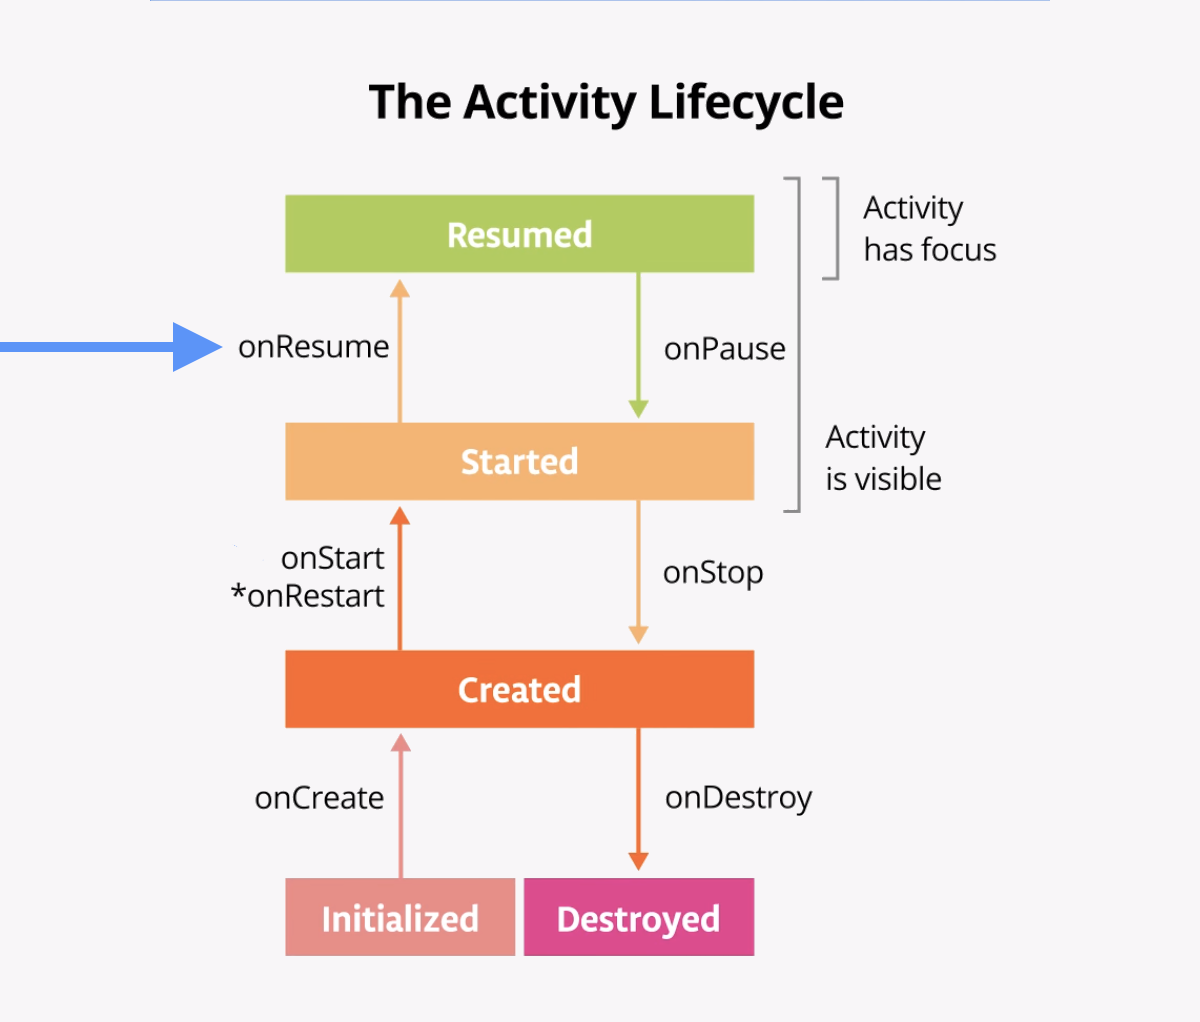 The Activity Lifecycle
Resumed
Activity
has focus
onResume
onPause
Activity
is visible
Started
onStart
*onRestart
onStop
Created
onCreate
onDestroy
Initialized
Destroyed